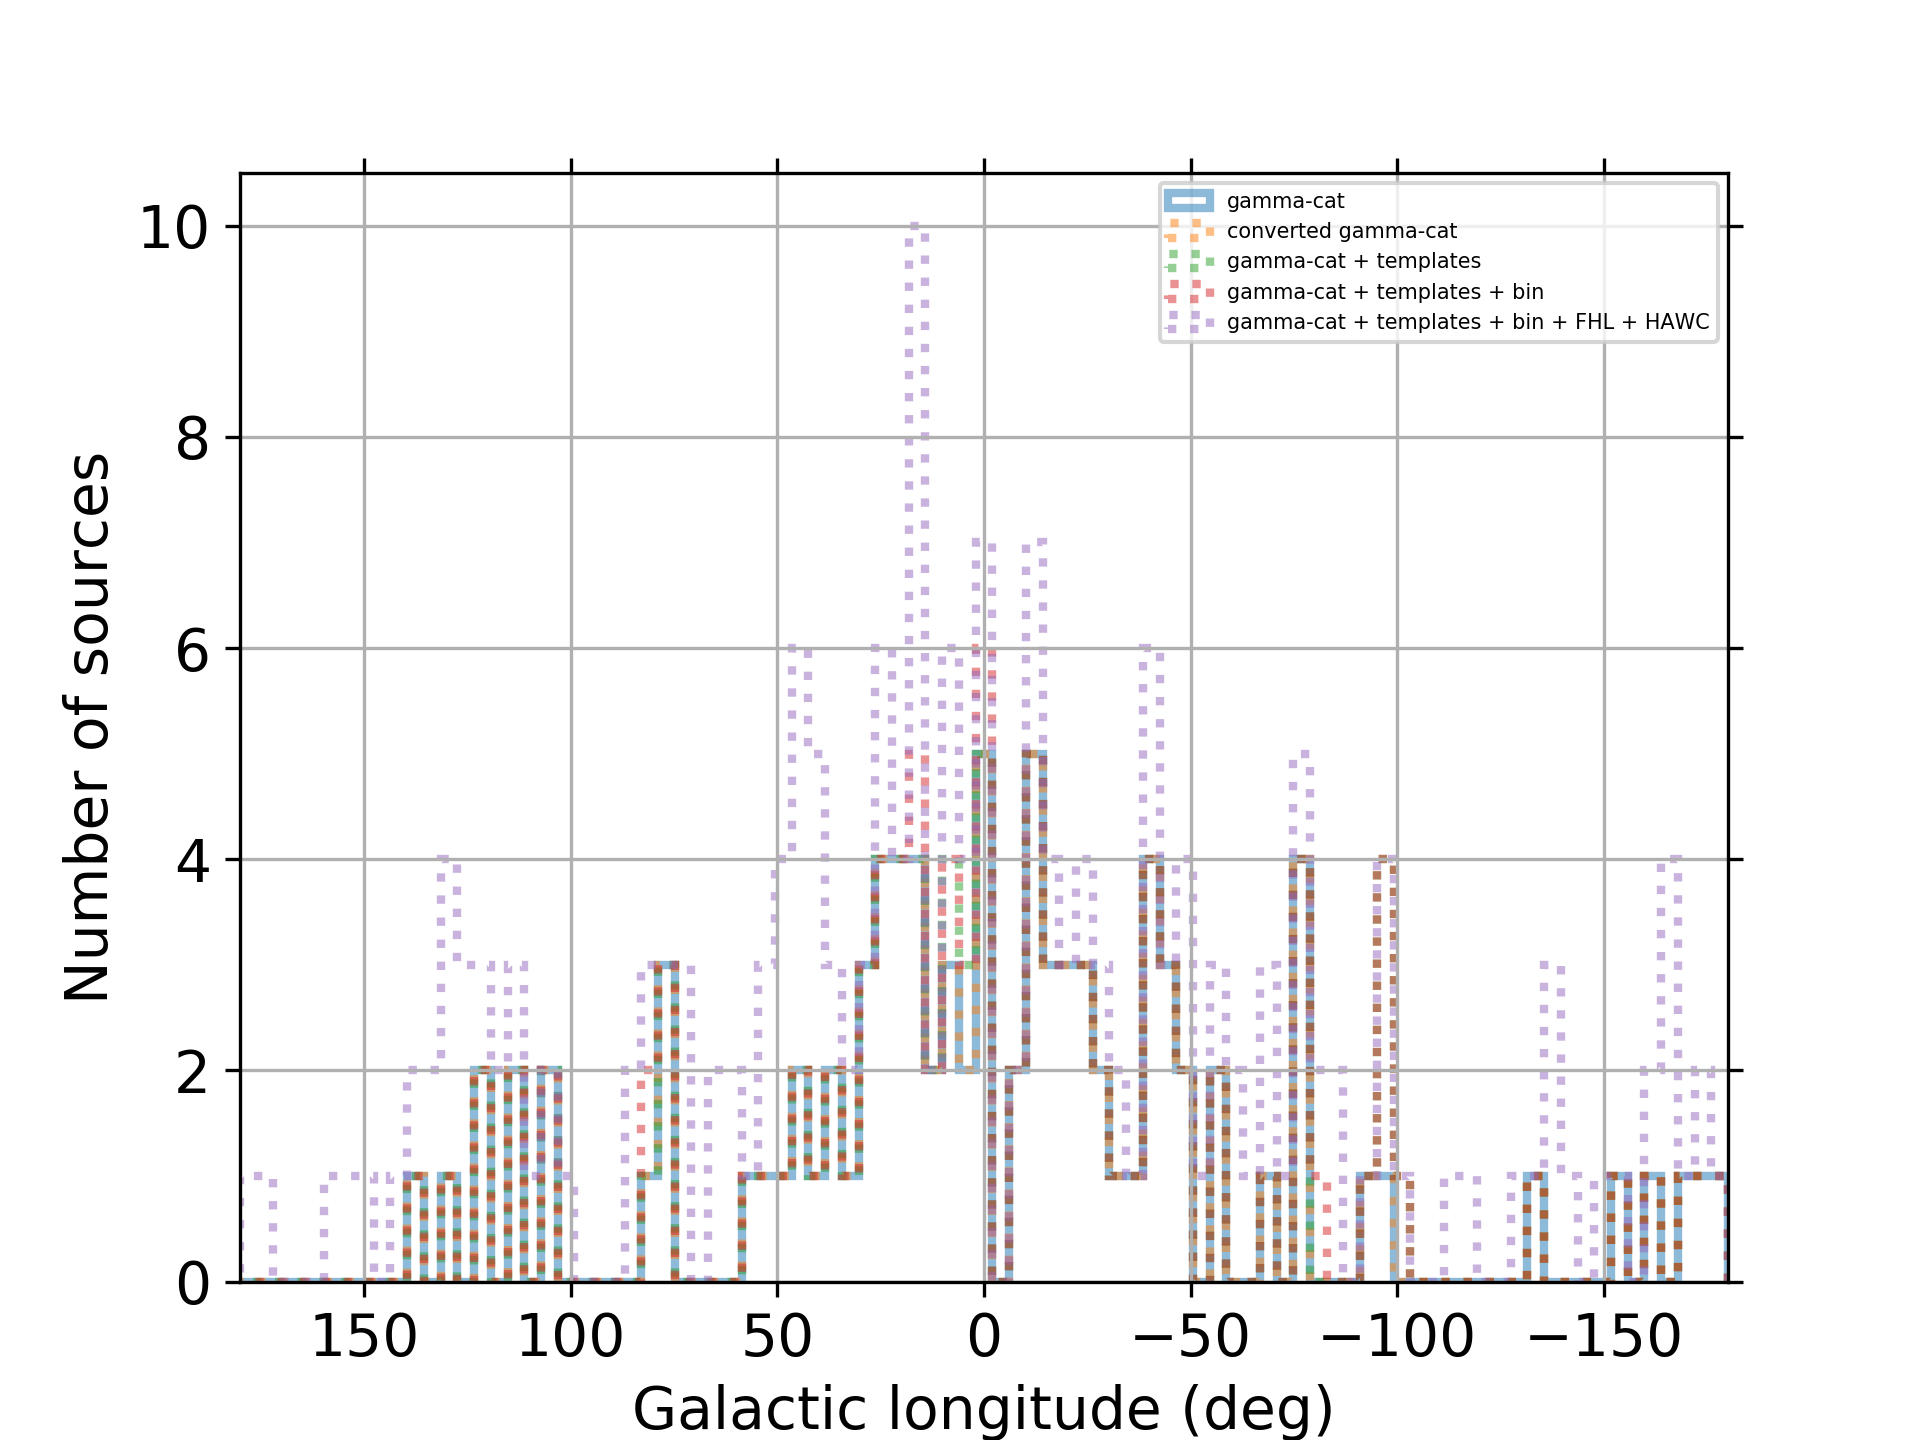 gamma-cat
converted gamma-cat
gamma-cat + templates
gamma-cat + templates + bin
gamma-cat + templates + bin + FHL + HAWC
10
8
6
4
2
0
Number of sources
150 100 50 0 −50 −100 −150
Galactic longitude (deg)